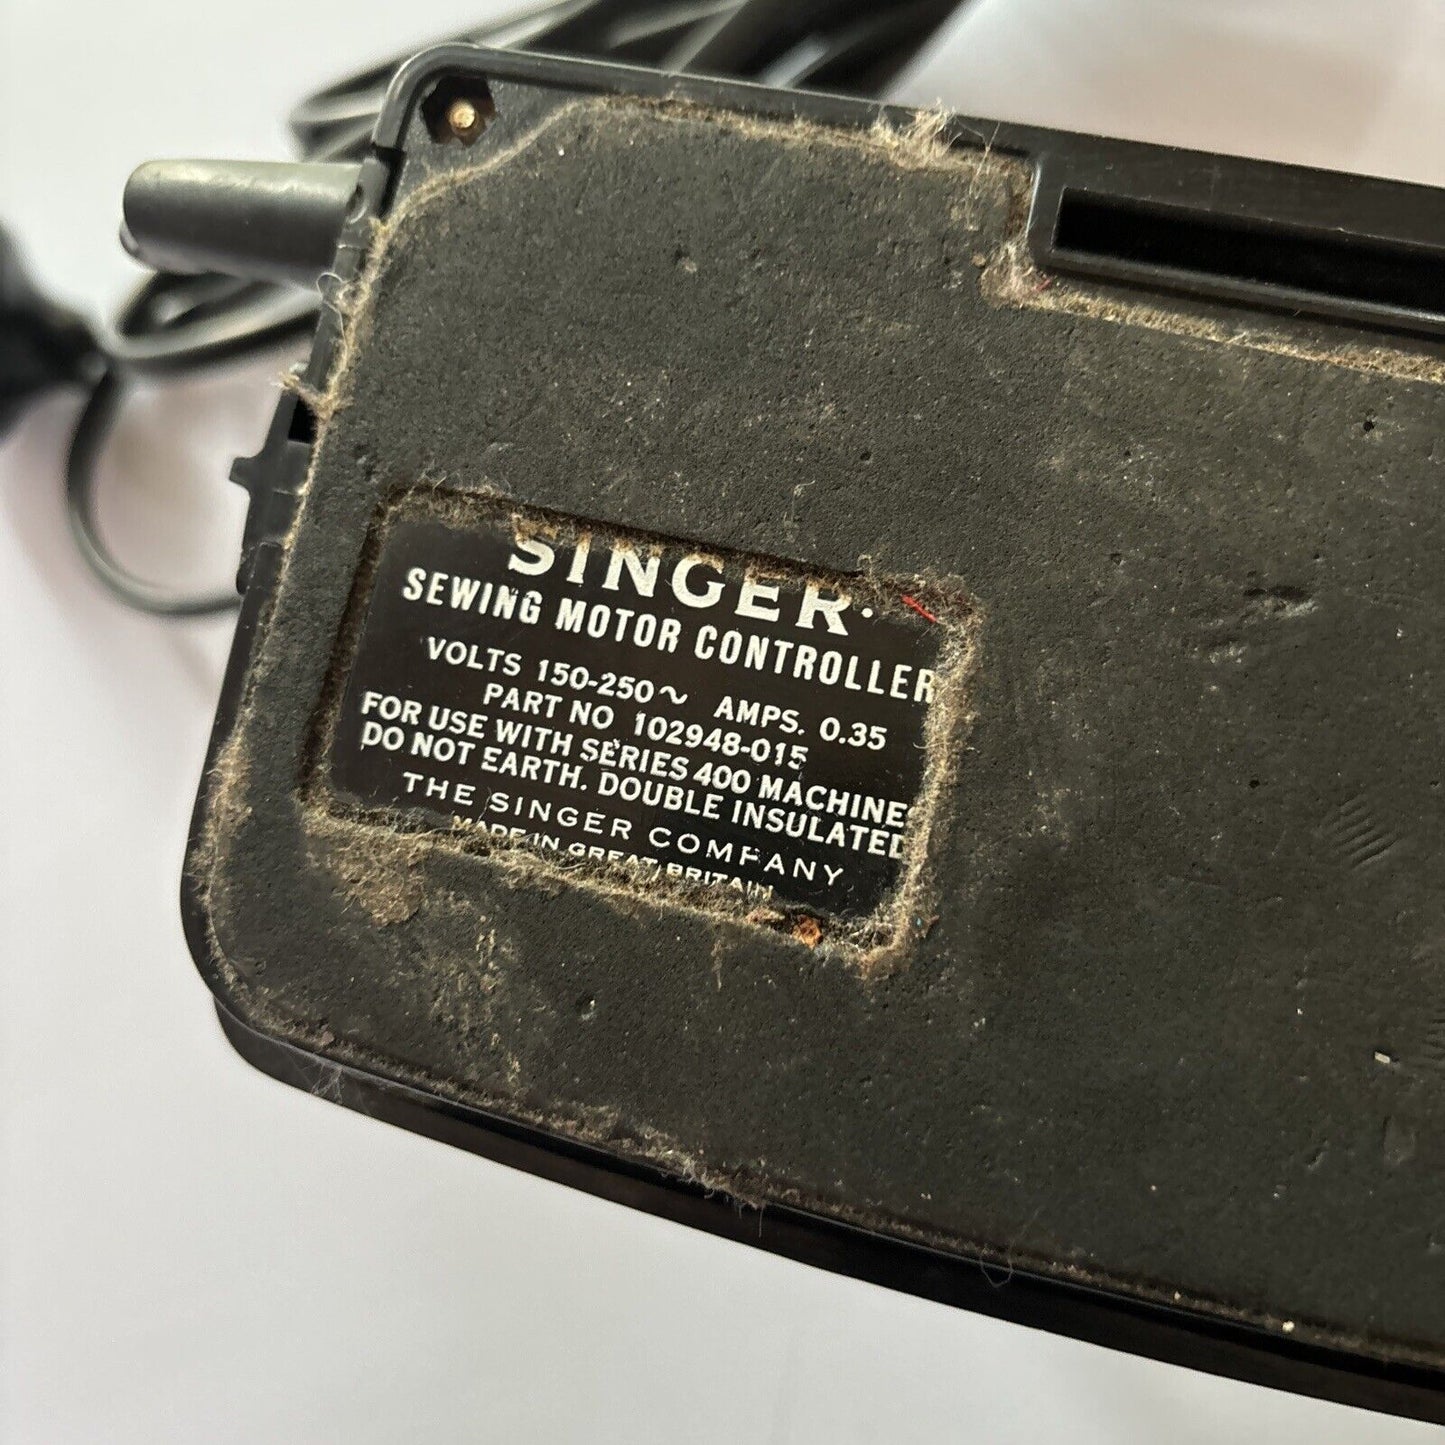 SINGER.
SEWING MOTOR CONTROLLER
VOLTS 150-250~ AMPS. 0.35
PART NO 102948-015
FOR USE WITH SERIES 400 MACHINES
DO NOT EARTH. DOUBLE INSULATED
THE SINGER COMPANY
MADE IN GREAT BRITAIN